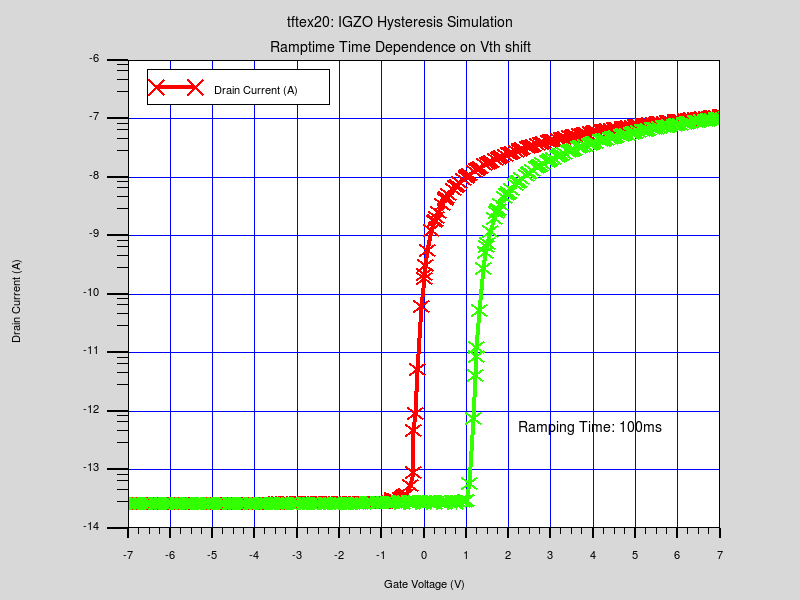 tftex20: IGZO Hysteresis Simulation
Ramptime Time Dependence on Vth shift
Drain Current (A)
-6
-7
-8
-9
-10
-11
-12
-13
-14
Drain Current (A)
Ramping Time: 100ms
-7 -6 -5 -4 -3 -2 -1 0 1 2 3 4 5 6 7
Gate Voltage (V)